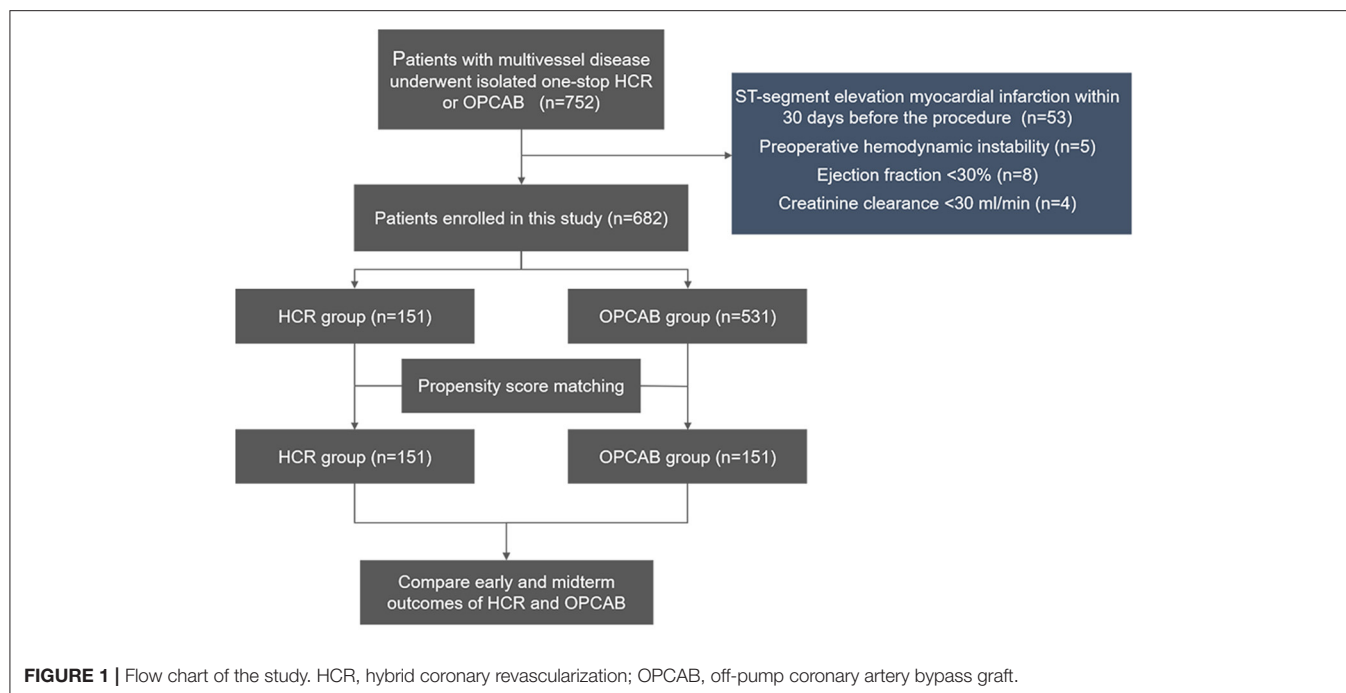 Patients with multivessel disease
underwent isolated one-stop HCR
or OPCAB (n=752)
ST-segment elevation myocardial infarction within
30 days before the procedure (n=53)
Preoperative hemodynamic instability (n=5)
Ejection fraction <30% (n=8)
Creatinine clearance <30 ml/min (n=4)
Patients enrolled in this study (n=682)
HCR group (n=151)
OPCAB group (n=531)
Propensity score matching
HCR group (n=151)
OPCAB group (n=151)
Compare early and midterm
outcomes of HCR and OPCAB
FIGURE 1 | Flow chart of the study. HCR, hybrid coronary revascularization; OPCAB, off-pump coronary artery bypass graft.